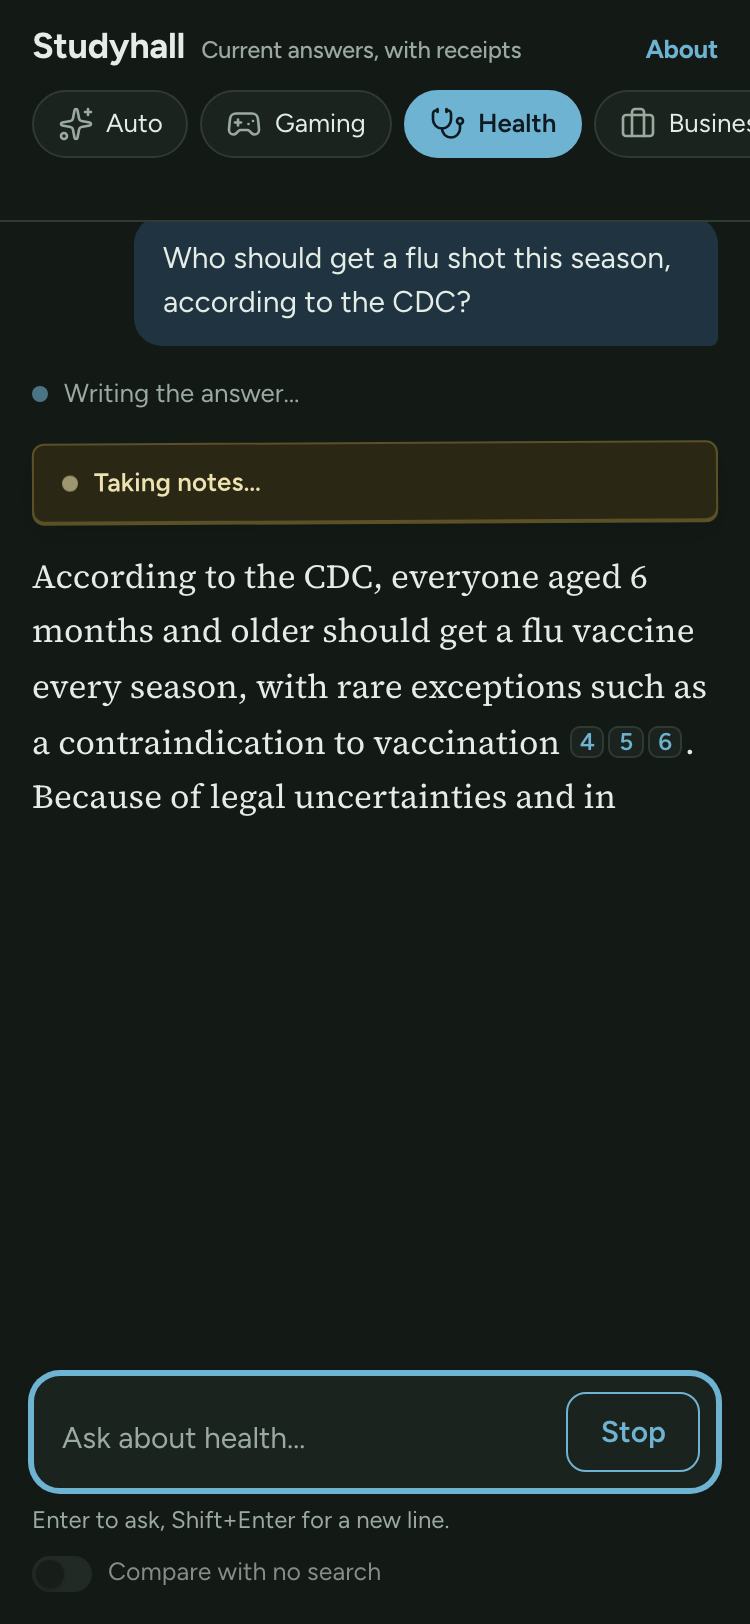 Studyhall Current answers, with receipts About
Auto Gaming Health Busines
Who should get a flu shot this season,
according to the CDC?
Writing the answer...
Taking notes...
According to the CDC, everyone aged 6
months and older should get a flu vaccine
every season, with rare exceptions such as
a contraindication to vaccination 4 5 6 .
Because of legal uncertainties and in
Ask about health... Stop
Enter to ask, Shift+Enter for a new line.
Compare with no search